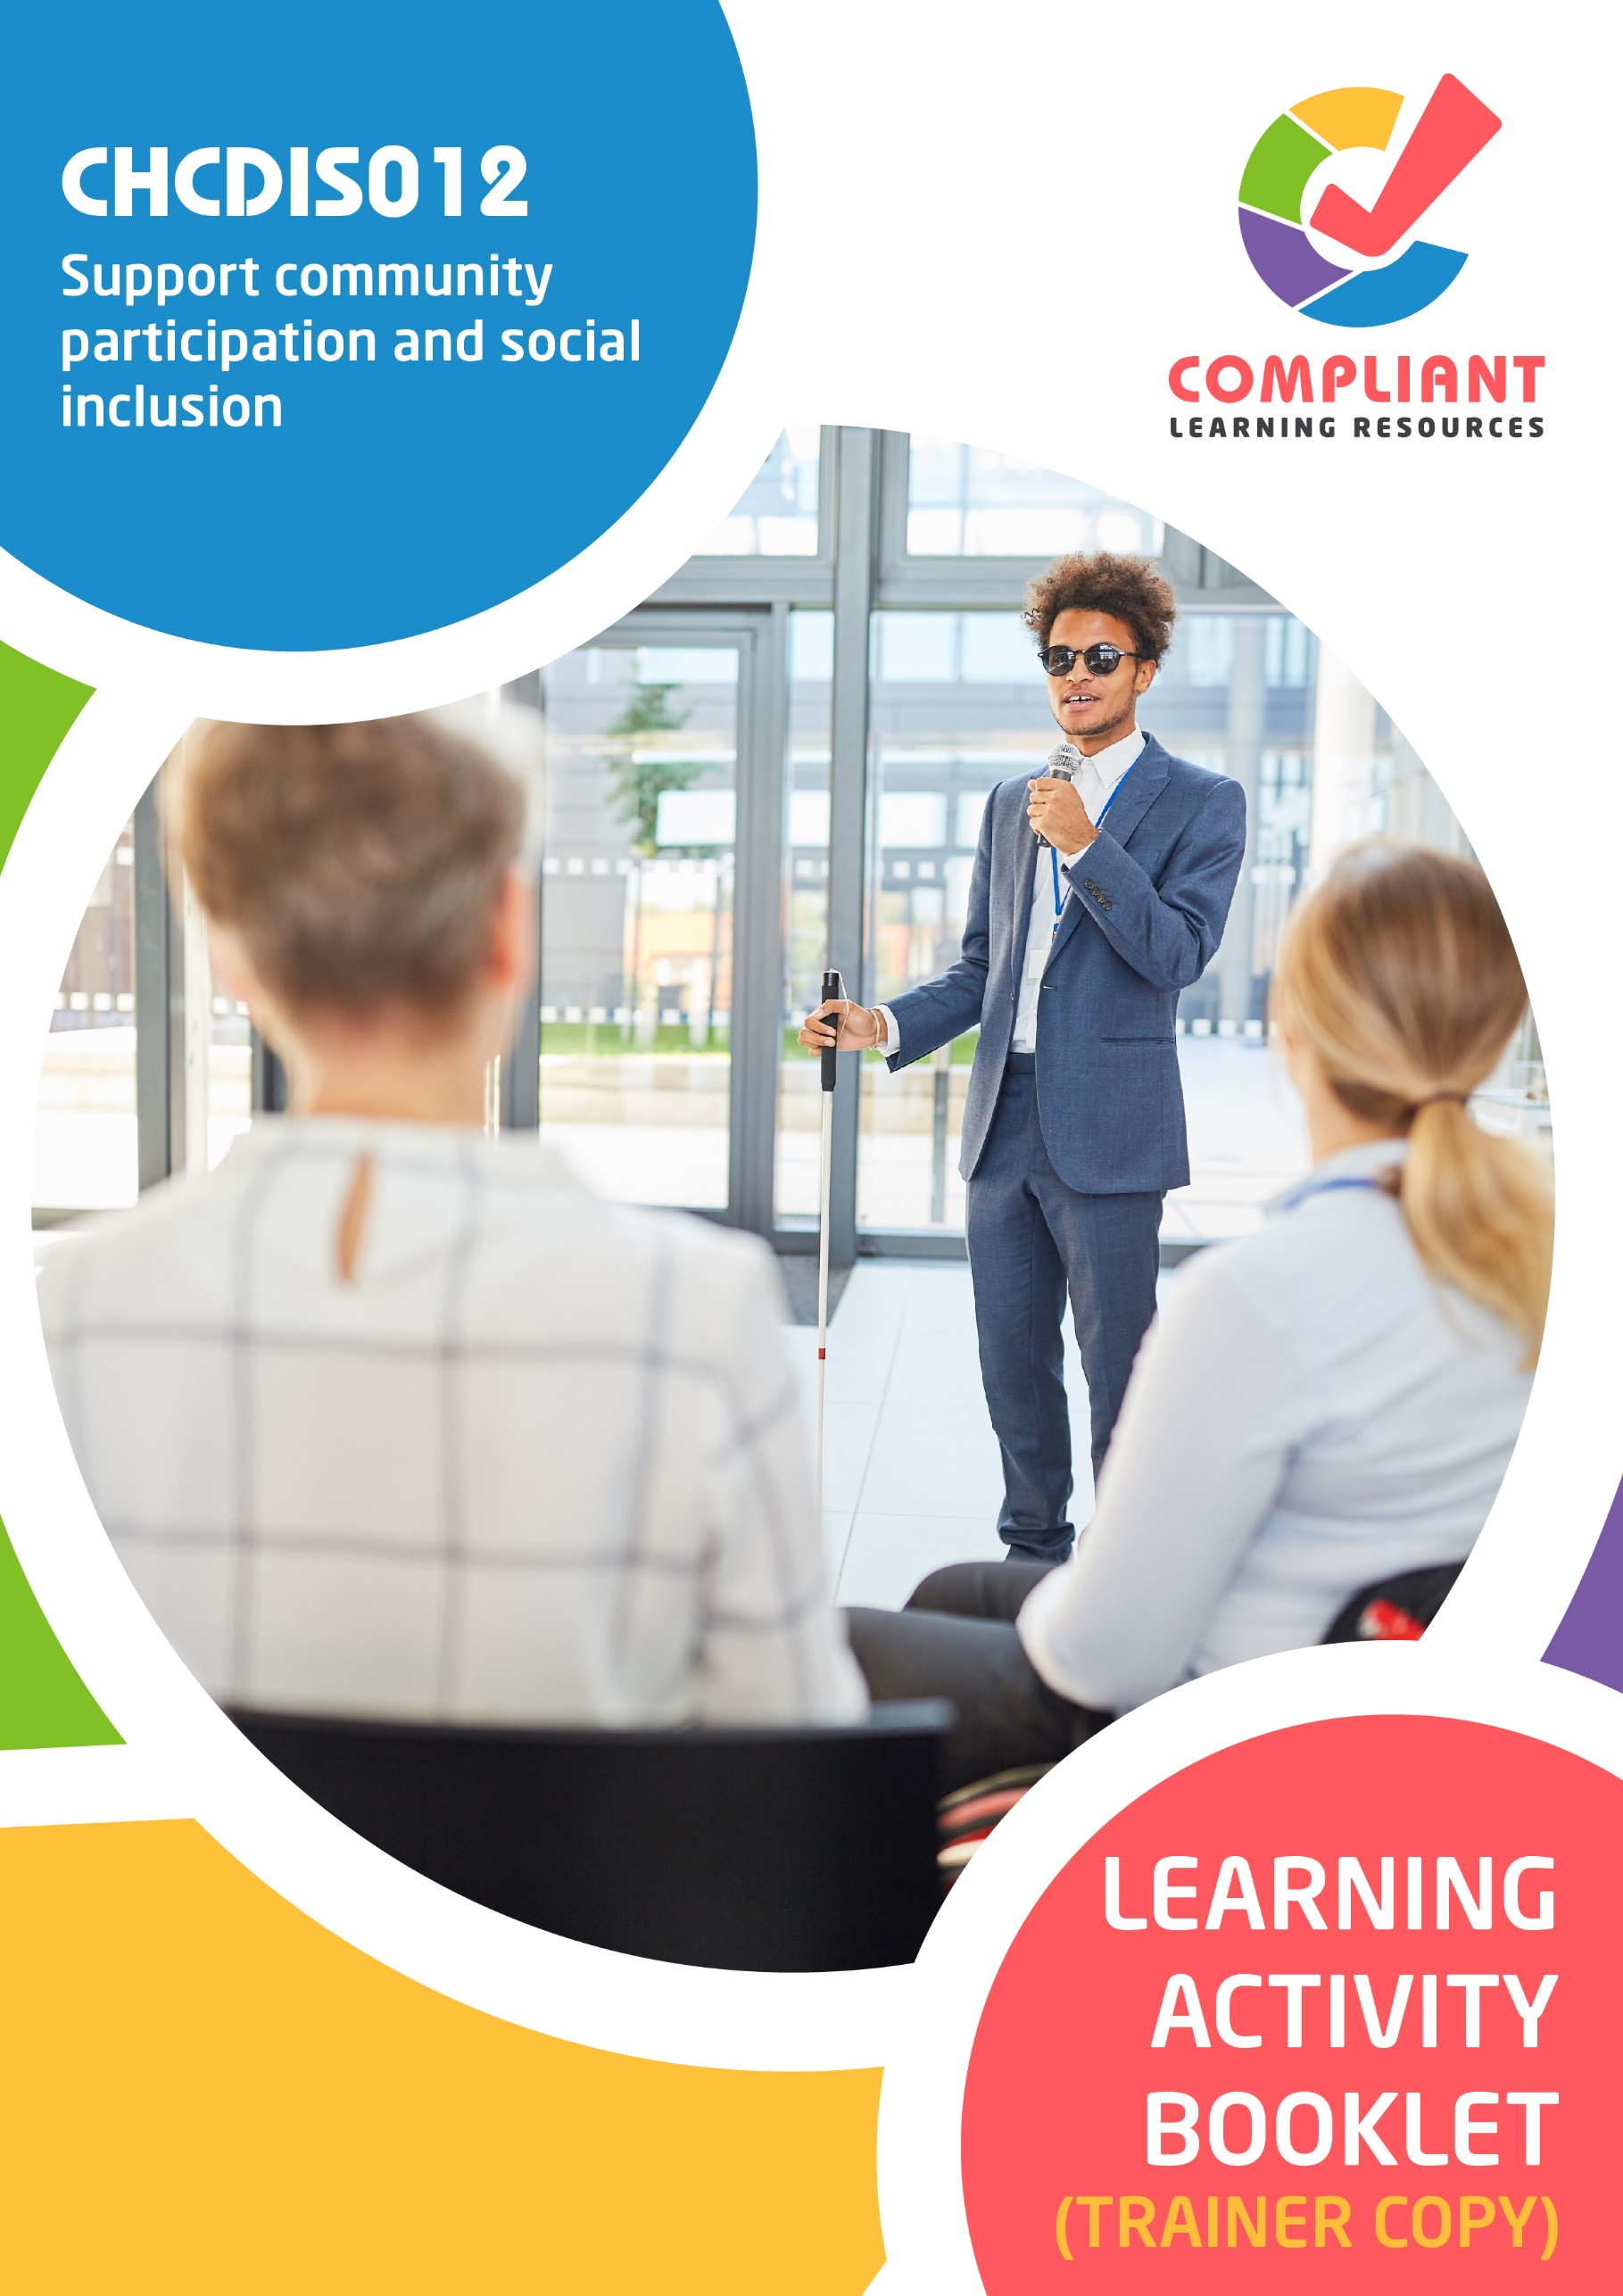 CHCDIS012
Support community
participation and social
inclusion
COMPLIANT
LEARNING RESOURCES
LEARNING
ACTIVITY
BOOKLET
(TRAINER COPY)